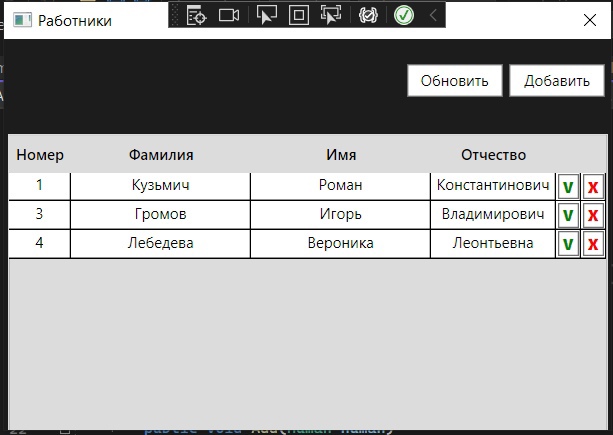 Работники
Обновить Добавить
Номер Фамилия Имя Отчество
1 Кузьмич Роман Константинович V X
3 Громов Игорь Владимирович V X
4 Лебедева Вероника Леонтьевна V X